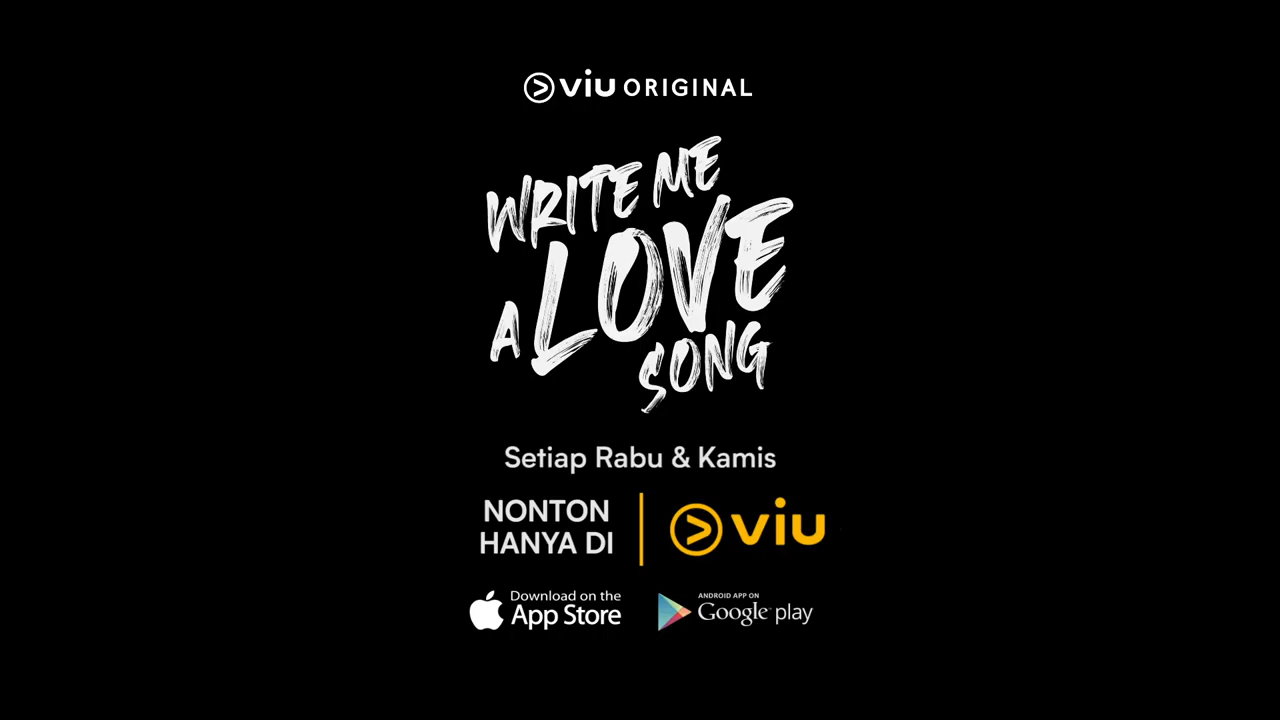 viu ORIGINAL
WRITE ME
A LOVE
SONG
Setiap Rabu & Kamis
NONTON
HANYA DI
viu
Download on the
App Store
ANDROID APP ON
Google play